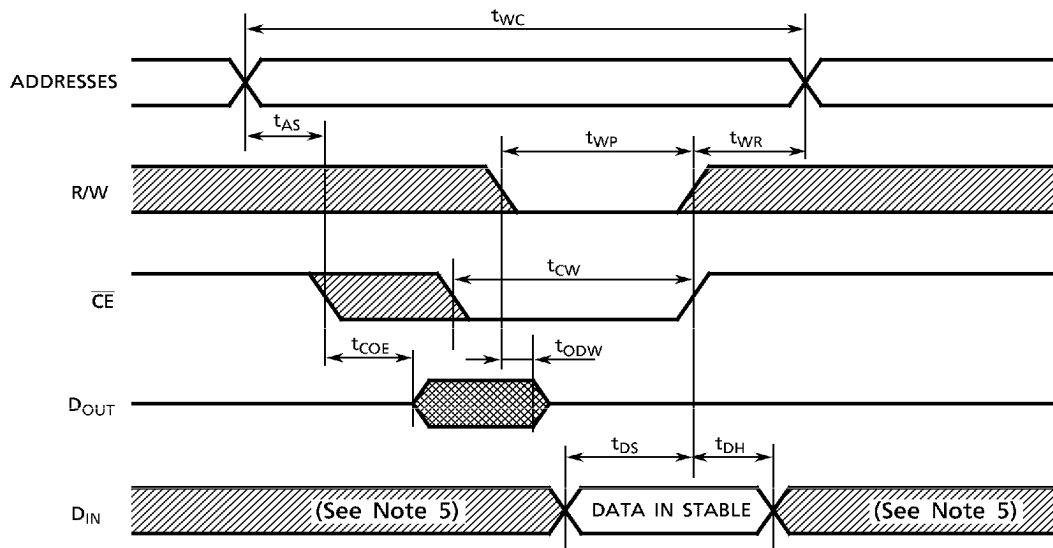 tWC
ADDRESSES
tAS
tWP
tWR
R/W
tCW
CE
tCOE
tODW
DOUT
tDS
tDH
DIN
(See Note 5)
DATA IN STABLE
(See Note 5)